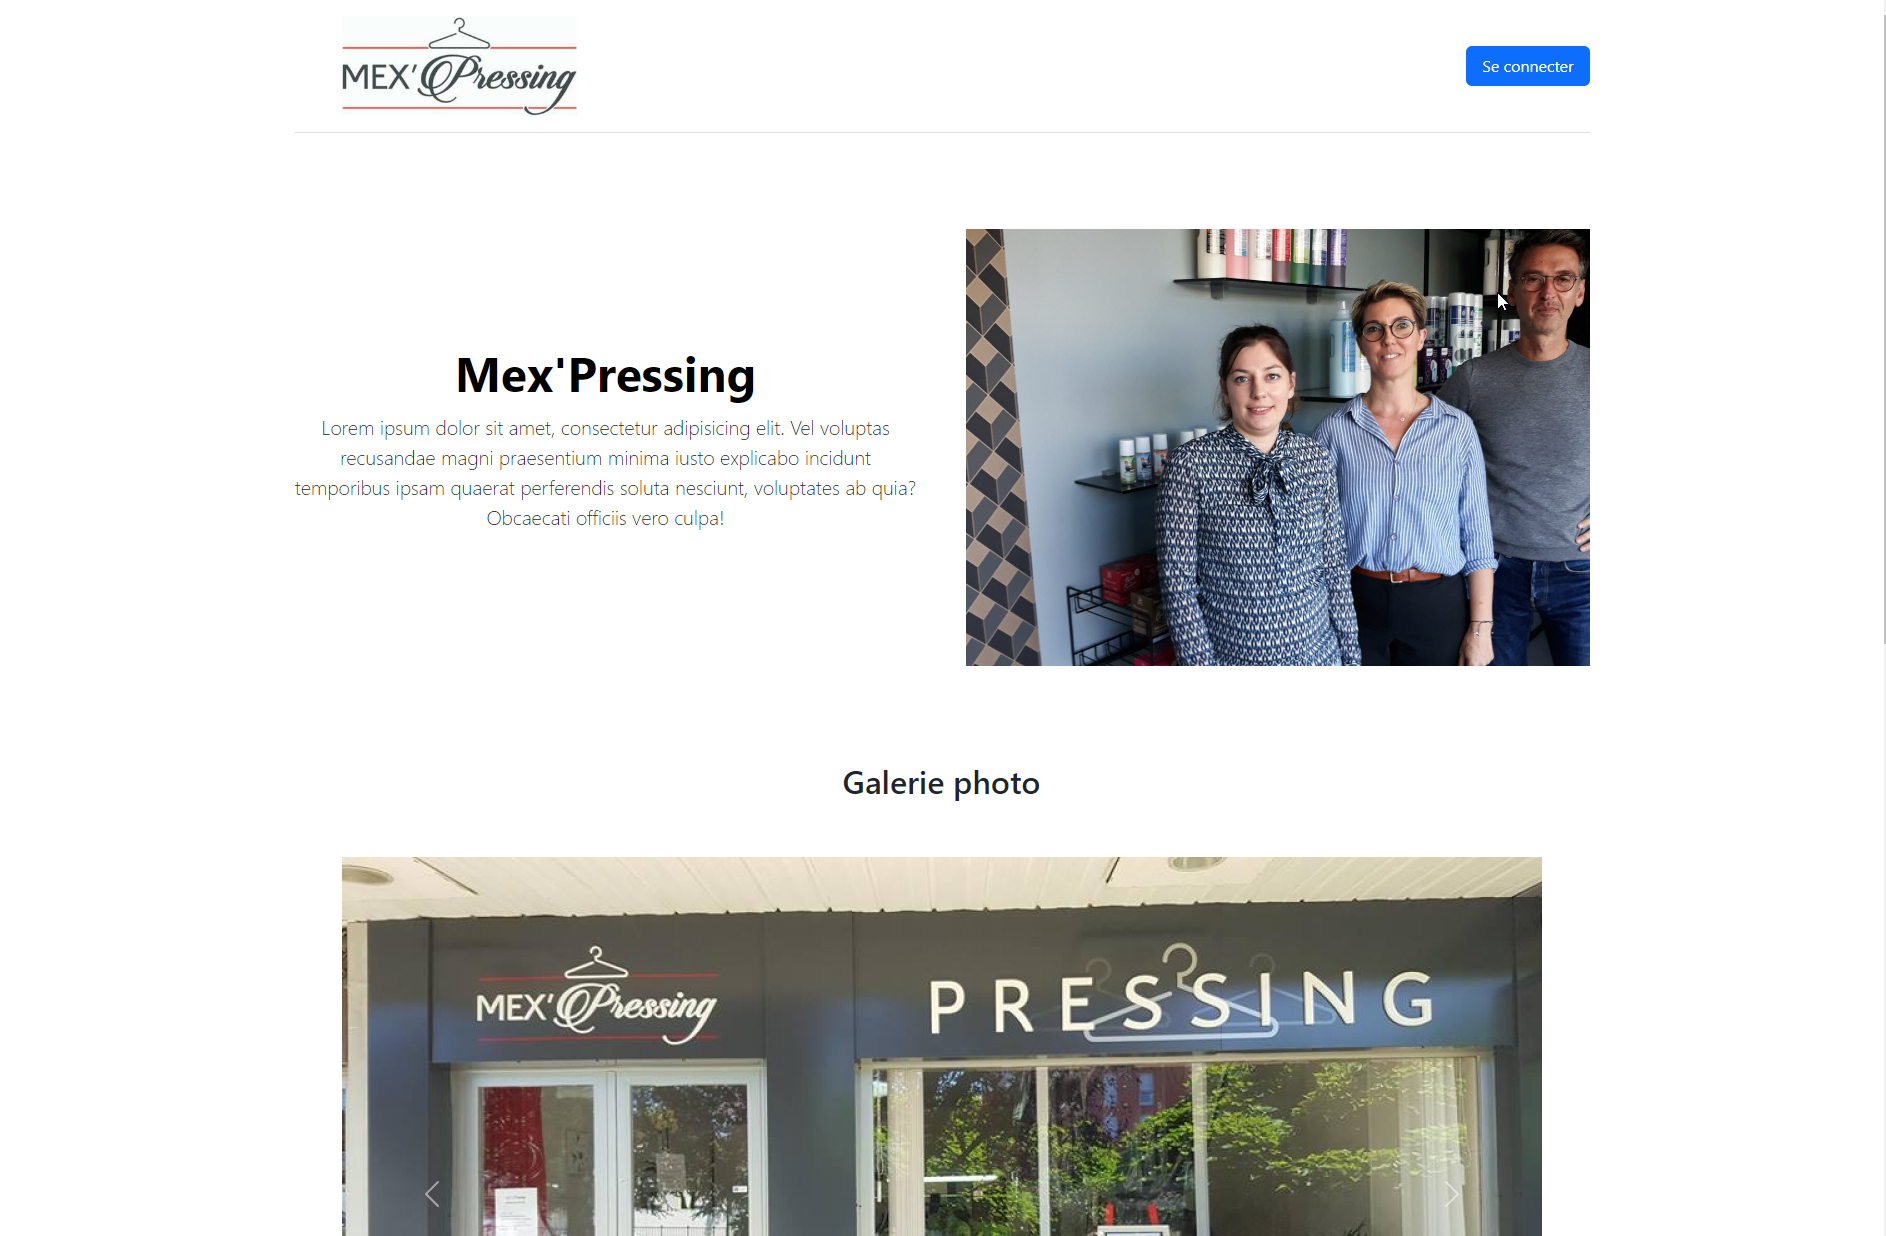 MEX'Pressing
Se connecter
Mex'Pressing
Lorem ipsum dolor sit amet, consectetur adipisicing elit. Vel voluptas
recusandae magni praesentium minima iusto explicabo incidunt
temporibus ipsam quaerat perferendis soluta nesciunt, voluptates ab quia?
Obcaecati officiis vero culpa!
Galerie photo
MEX'Pressing
PRESSING